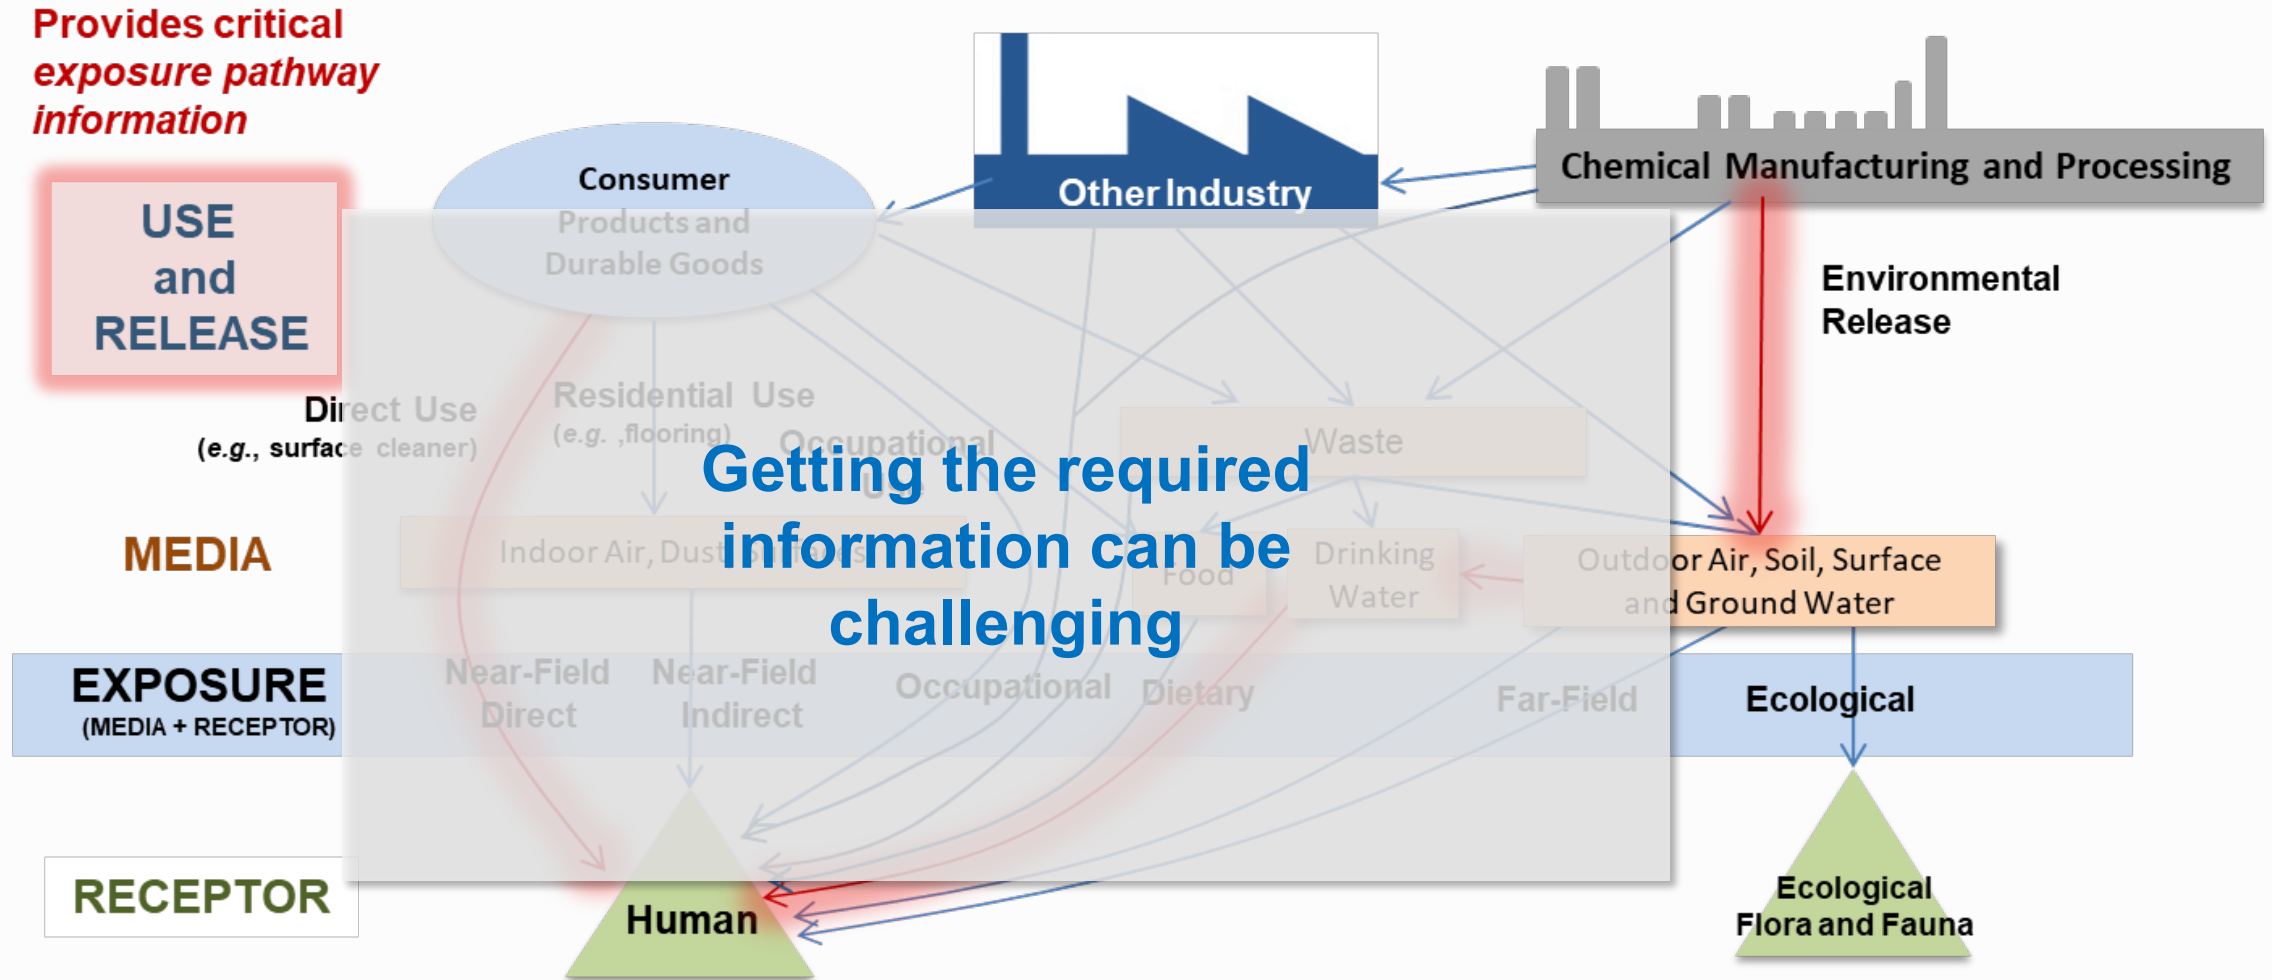 Provides critical
exposure pathway
information
USE
and
RELEASE
Consumer
Products and
Durable Goods
Other Industry
Chemical Manufacturing and Processing
Environmental
Release
Direct Use
(e.g., surface cleaner)
Residential Use
(e.g. ,flooring)
Occupational
Use
Waste
Getting the required
information can be
challenging
MEDIA
Indoor Air, Dust, Surfaces
Food
Drinking
Water
Outdoor Air, Soil, Surface
and Ground Water
EXPOSURE
(MEDIA + RECEPTOR)
Near-Field
Direct
Near-Field
Indirect
Occupational
Dietary
Far-Field
Ecological
RECEPTOR
Human
Ecological
Flora and Fauna